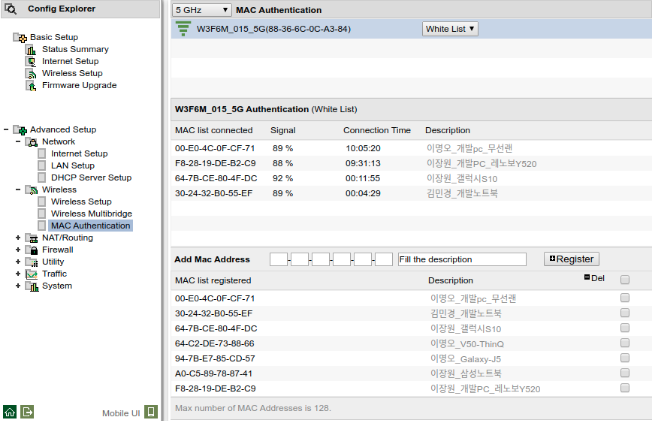 Config Explorer
Basic Setup
Status Summary
Internet Setup
Wireless Setup
Firmware Upgrade
Advanced Setup
Network
Internet Setup
LAN Setup
DHCP Server Setup
Wireless
Wireless Setup
Wireless Multibridge
MAC Authentication
NAT/Routing
Firewall
Utility
Traffic
System
Mobile UI
5 GHz MAC Authentication
W3F6M_015_5G(88-36-6C-0C-A3-84) White List
W3F6M_015_5G Authentication (White List)
MAC list connected Signal Connection Time Description
00-E0-4C-0F-CF-71 89 % 10:05:20 이영오_개발pc_무선랜
F8-28-19-DE-B2-C9 88 % 09:31:13 이장원_개발PC_레노보Y520
64-7B-CE-80-4F-DC 92 % 00:11:55 이장원_갤럭시S10
30-24-32-B0-55-EF 89 % 00:04:29 김민경_개발노트북
Add Mac Address - - - - - Fill the description Register
MAC list registered Description Del
00-E0-4C-0F-CF-71 이영오_개발pc_무선랜
30-24-32-B0-55-EF 김민경_개발노트북
64-7B-CE-80-4F-DC 이장원_갤럭시S10
64-C2-DE-73-88-66 이영오_V50-ThinQ
94-7B-E7-85-CD-57 이영오_Galaxy-J5
A0-C5-89-78-87-41 이장원_삼성노트북
F8-28-19-DE-B2-C9 이장원_개발PC_레노보Y520
Max number of MAC Addresses is 128.